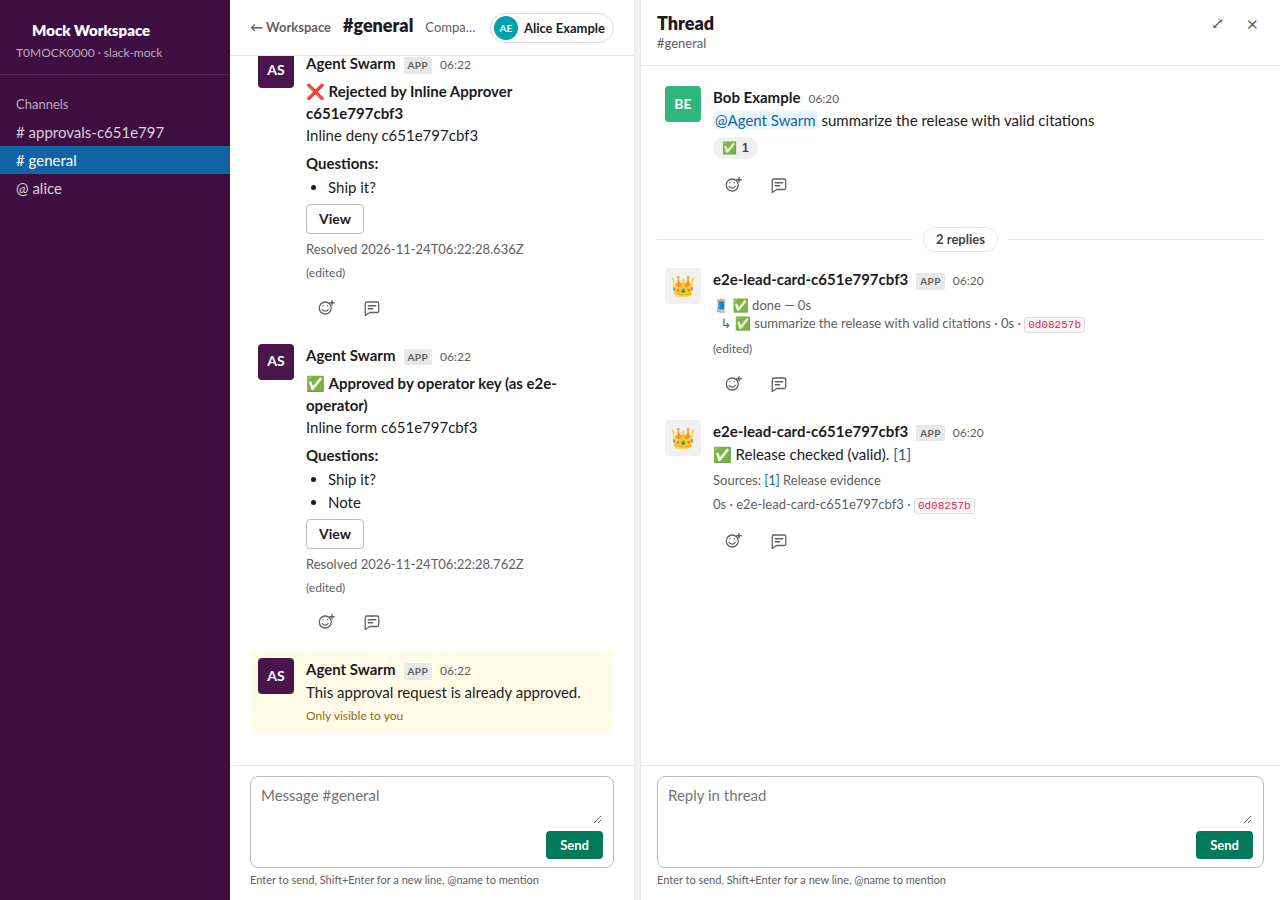 Mock Workspace
T0MOCK0000 · slack-mock
Channels
# approvals-c651e797
# general
@ alice
← Workspace #general Compa... AE Alice Example
AS Agent Swarm APP 06:22
❌ Rejected by Inline Approver
c651e797cbf3
Inline deny c651e797cbf3
Questions:
• Ship it?
View
Resolved 2026-11-24T06:22:28.636Z
(edited)
AS Agent Swarm APP 06:22
✅ Approved by operator key (as e2e-
operator)
Inline form c651e797cbf3
Questions:
• Ship it?
• Note
View
Resolved 2026-11-24T06:22:28.762Z
(edited)
AS Agent Swarm APP 06:22
This approval request is already approved.
Only visible to you
Message #general
Send
Enter to send, Shift+Enter for a new line, @name to mention
Thread
#general
BE Bob Example 06:20
@Agent Swarm summarize the release with valid citations
✅ 1
2 replies
e2e-lead-card-c651e797cbf3 APP 06:20
🧵 ✅ done — 0s
↳ ✅ summarize the release with valid citations · 0s · 0d08257b
(edited)
e2e-lead-card-c651e797cbf3 APP 06:20
✅ Release checked (valid). [1]
Sources: [1] Release evidence
0s · e2e-lead-card-c651e797cbf3 · 0d08257b
Reply in thread
Send
Enter to send, Shift+Enter for a new line, @name to mention